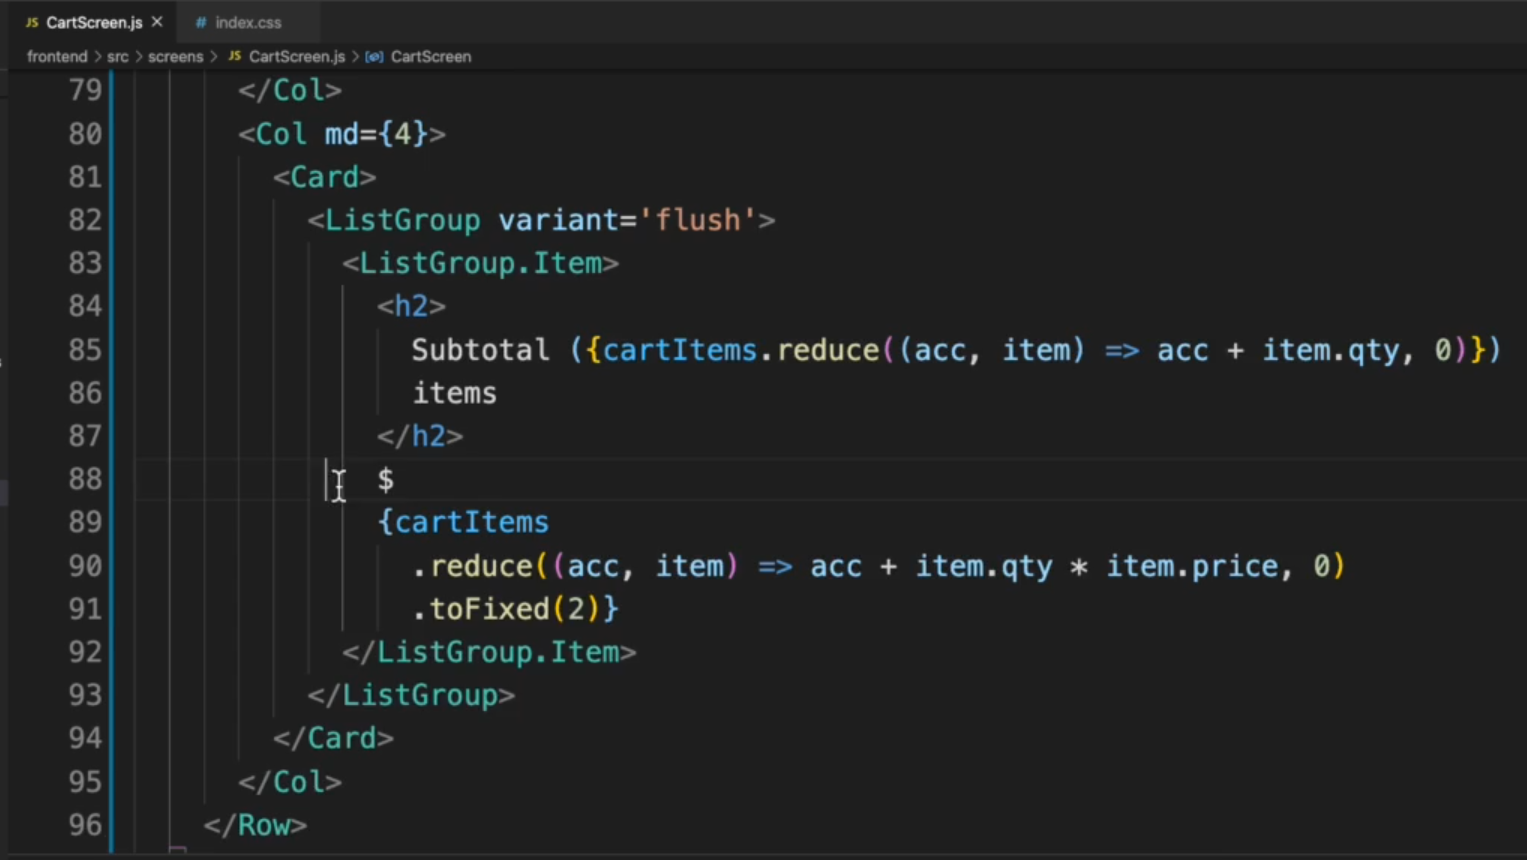 JS CartScreen.js ×
# index.css
frontend > src > screens > JS CartScreen.js > CartScreen
79 </Col>
80 <Col md={4}>
81 <Card>
82 <ListGroup variant='flush'>
83 <ListGroup.Item>
84 <h2>
85 Subtotal ({cartItems.reduce((acc, item) => acc + item.qty, 0)})
86 items
87 </h2>
88 $
89 {cartItems
90 .reduce((acc, item) => acc + item.qty * item.price, 0)
91 .toFixed(2)}
92 </ListGroup.Item>
93 </ListGroup>
94 </Card>
95 </Col>
96 </Row>